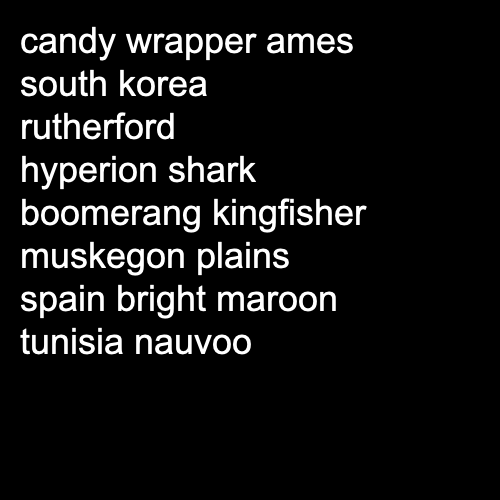 candy wrapper ames
south korea
rutherford
hyperion shark
boomerang kingfisher
muskegon plains
spain bright maroon
tunisia nauvoo